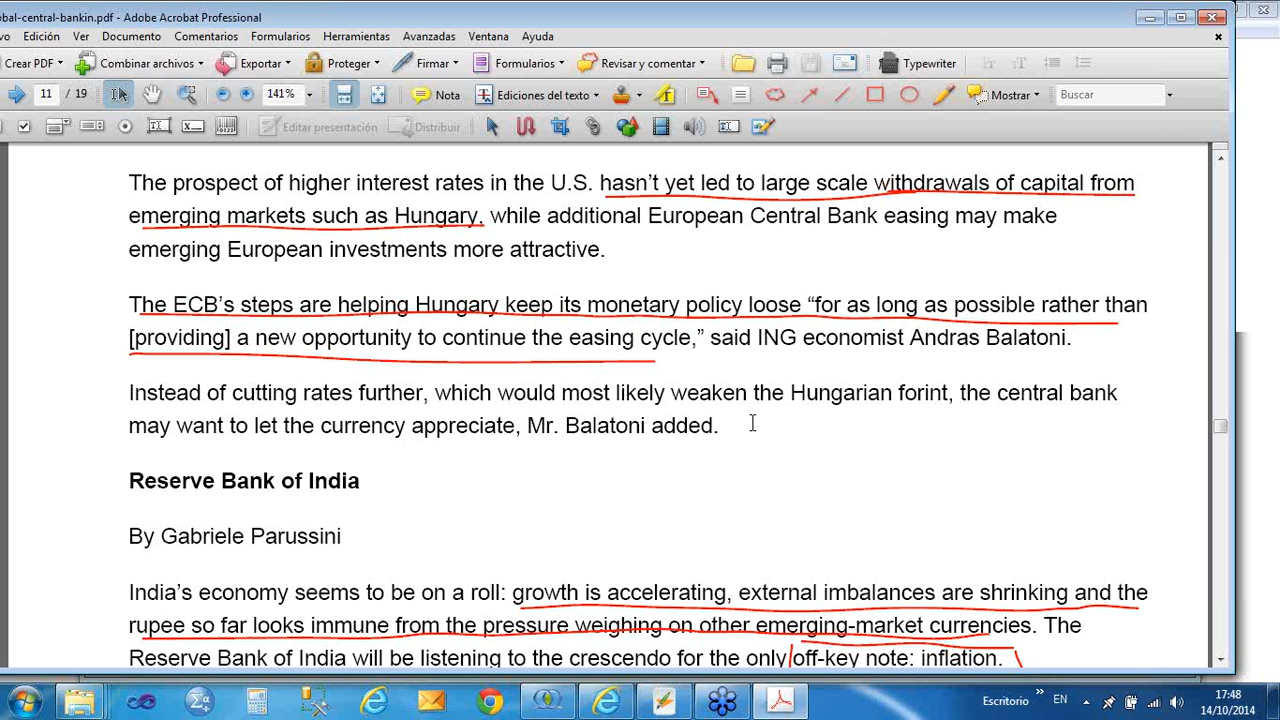 obal-central-bankin.pdf - Adobe Acrobat Professional
vo Edición Ver Documento Comentarios Formularios Herramientas Avanzadas Ventana Ayuda
Crear PDF Combinar archivos Exportar Proteger Firmar Formularios Revisar y comentar Typewriter
11 / 19 141% Nota Ediciones del texto Mostrar Buscar
Editar presentación Distribuir
The prospect of higher interest rates in the U.S. hasn't yet led to large scale withdrawals of capital from
emerging markets such as Hungary, while additional European Central Bank easing may make
emerging European investments more attractive.
The ECB's steps are helping Hungary keep its monetary policy loose “for as long as possible rather than
[providing] a new opportunity to continue the easing cycle,” said ING economist Andras Balatoni.
Instead of cutting rates further, which would most likely weaken the Hungarian forint, the central bank
may want to let the currency appreciate, Mr. Balatoni added.
Reserve Bank of India
By Gabriele Parussini
India's economy seems to be on a roll: growth is accelerating, external imbalances are shrinking and the
rupee so far looks immune from the pressure weighing on other emerging-market currencies. The
Reserve Bank of India will be listening to the crescendo for the only off-key note: inflation.
Escritorio EN 17:48
14/10/2014